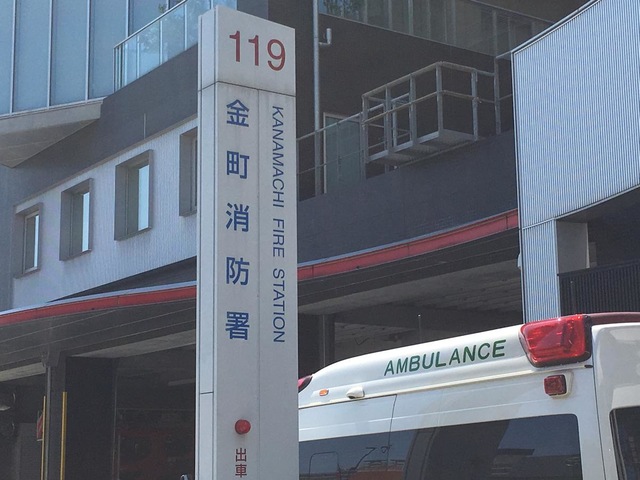 119
金町消防署
KANAMACHI FIRE STATION
出車
AMBULANCE